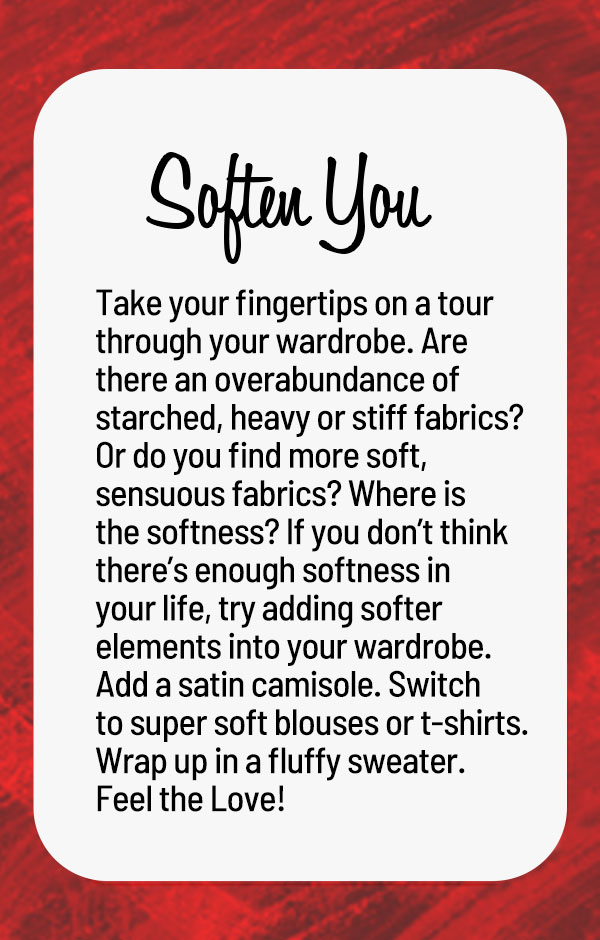 Soften You
Take your fingertips on a tour
through your wardrobe. Are
there an overabundance of
starched, heavy or stiff fabrics?
Or do you find more soft,
sensuous fabrics? Where is
the softness? If you don’t think
there’s enough softness in
your life, try adding softer
elements into your wardrobe.
Add a satin camisole. Switch
to super soft blouses or t-shirts.
Wrap up in a fluffy sweater.
Feel the Love!